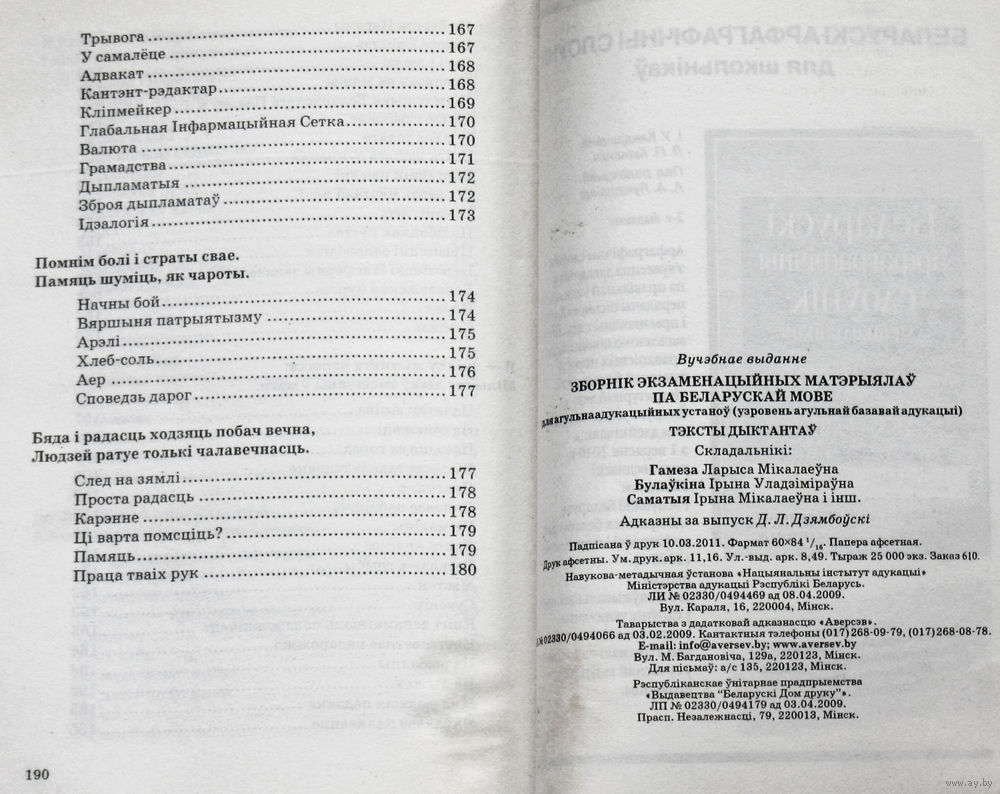 Трывога ... 167
У самалёце ... 167
Адвакат ... 168
Кантэнт-рэдактар ... 168
Кліпмейкер ... 169
Глабальная Інфармацыйная Сетка ... 170
Валюта ... 170
Грамадства ... 171
Дыпламатыя ... 172
Зброя дыпламатаў ... 172
Ідэалогія ... 173
Помнім болі і страты свае.
Памяць шуміць, як чароты.
Начны бой ... 174
Вяршыня патрыятызму ... 174
Арэлі ... 175
Хлеб-соль ... 175
Аер ... 176
Споведзь дарог ... 177
Бяда і радасць ходзяць побач вечна,
Людзей ратуе толькі чалавечнасць.
След на зямлі ... 177
Проста радасць ... 178
Карэнне ... 178
Ці варта помсціць? ... 179
Памяць ... 179
Праца тваіх рук ... 180
190
Вучэбнае выданне
ЗБОРНІК ЭКЗАМЕНАЦЫЙНЫХ МАТЭРЫЯЛАЎ
ПА БЕЛАРУСКАЙ МОВЕ
для агульнаадукацыйных устаноў (узровень агульнай базавай адукацыі)
ТЭКСТЫ ДЫКТАНТАЎ
Складальнікі:
Гамеза Ларыса Мікалаеўна
Булаўкіна Ірына Уладзіміраўна
Саматыя Ірына Мікалаеўна і інш.
Адказны за выпуск Д. Л. Дзямбоўскі
Падпісана ў друк 10.03.2011. Фармат 60×84 1/16. Папера афсетная.
Друк афсетны. Ум. друк. арк. 11,16. Ул.-выд. арк. 8,49. Тыраж 25 000 экз. Заказ 610.
Навукова-метадычная ўстанова «Нацыянальны інстытут адукацыі»
Міністэрства адукацыі Рэспублікі Беларусь.
ЛИ № 02330/0494469 ад 08.04.2009.
Вул. Караля, 16, 220004, Мінск.
Таварыства з дадатковай адказнасцю «Аверсэв».
№ 02330/0494066 ад 03.02.2009. Кантактныя тэлефоны (017) 268-09-79, (017) 268-08-78.
E-mail: info@aversev.by; www.aversev.by
Вул. М. Багдановіча, 129а, 220123, Мінск.
Для пісьмаў: а/с 135, 220123, Мінск.
Рэспубліканскае ўнітарнае прадпрыемства
«Выдавецтва "Беларускі Дом друку"».
ЛП № 02330/0494179 ад 03.04.2009.
Прасп. Незалежнасці, 79, 220013, Мінск.
www.ay.by